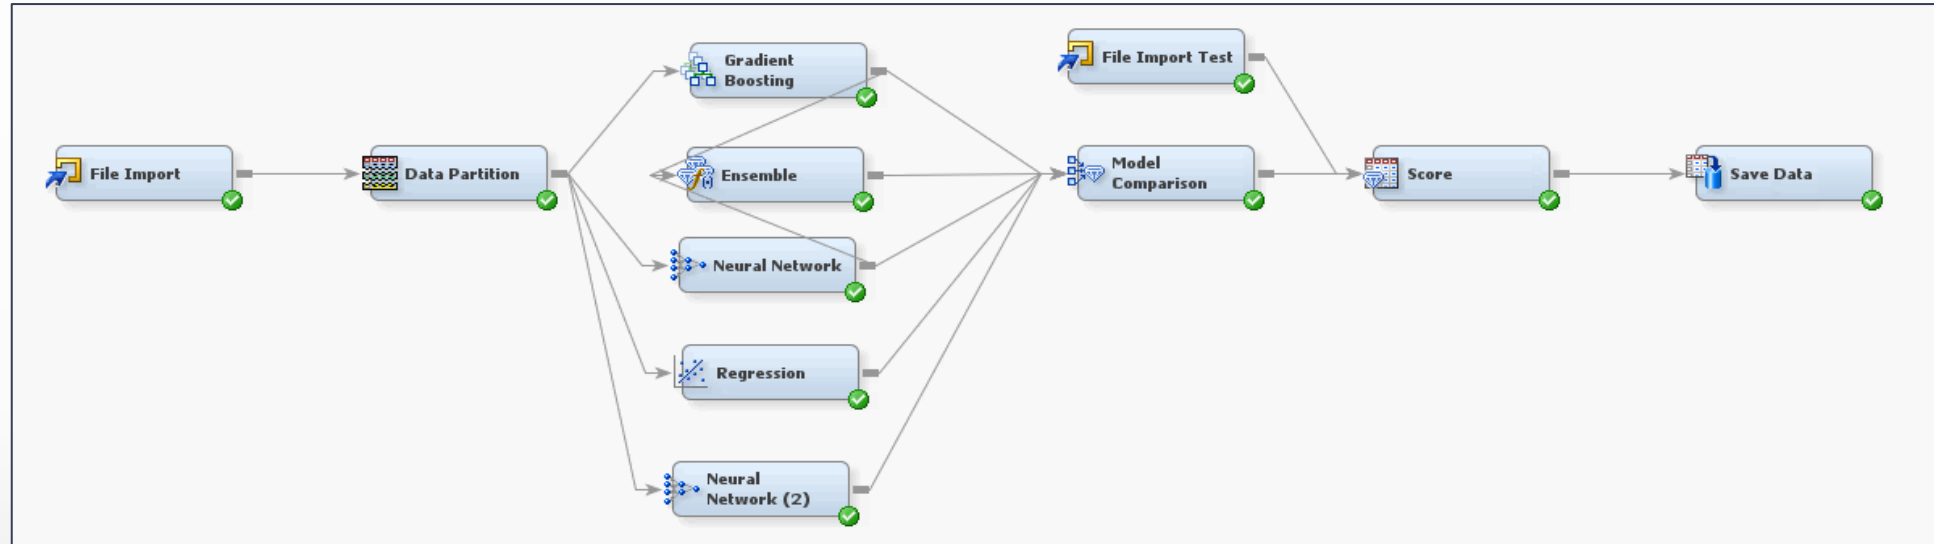 File Import
Data Partition
Gradient
Boosting
Ensemble
Neural Network
Regression
Neural
Network (2)
File Import Test
Model
Comparison
Score
Save Data